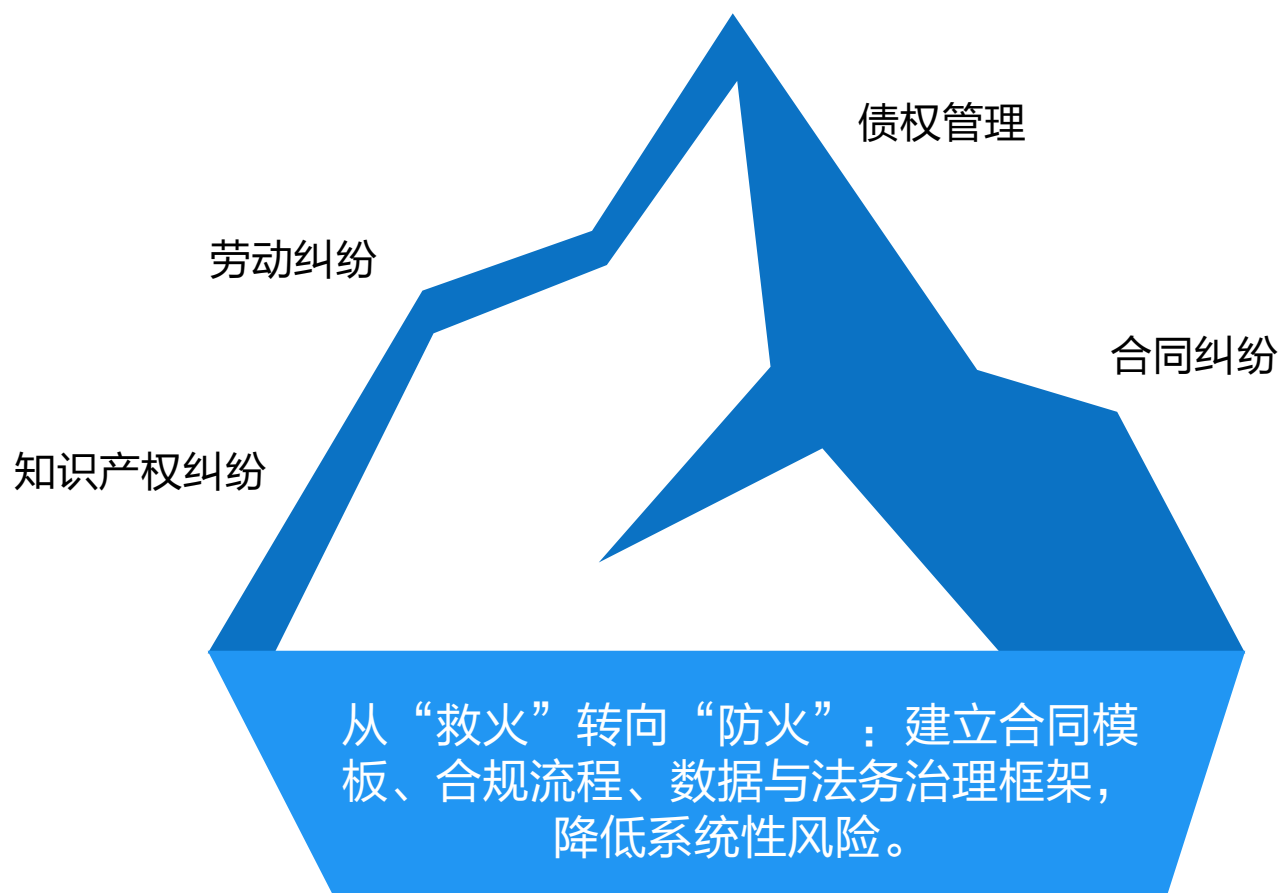 债权管理
劳动纠纷
合同纠纷
知识产权纠纷
从“救火”转向“防火”：建立合同模
板、合规流程、数据与法务治理框架，
降低系统性风险。